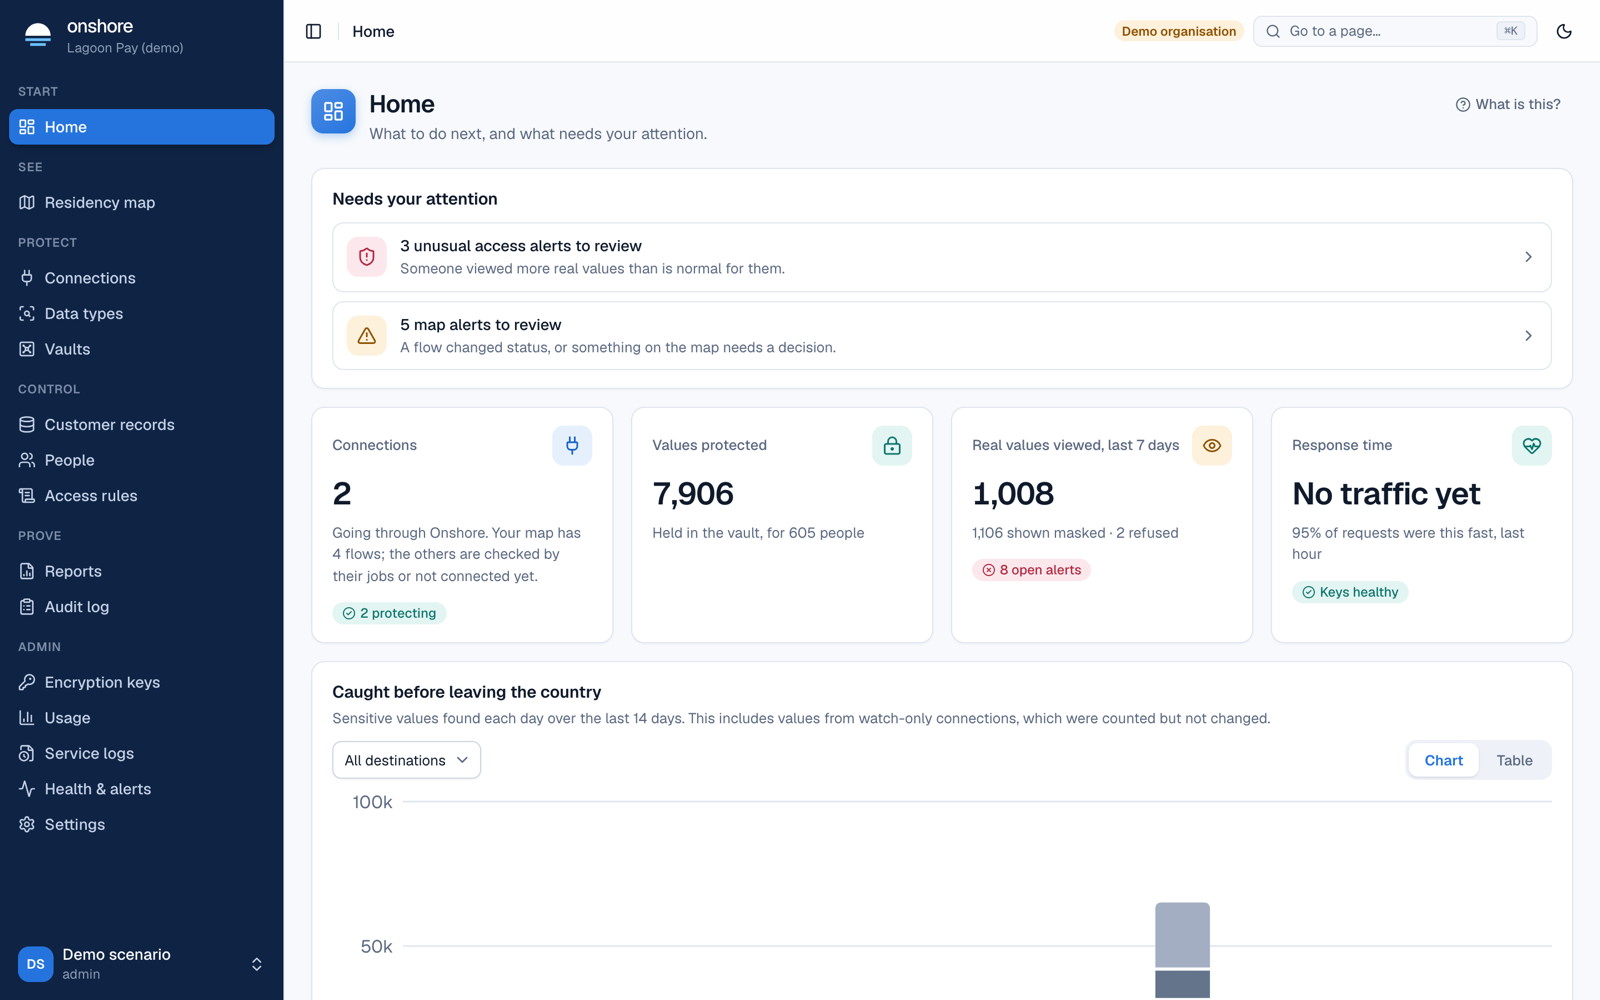 onshore
Lagoon Pay (demo)
START
Home
SEE
Residency map
PROTECT
Connections
Data types
Vaults
CONTROL
Customer records
People
Access rules
PROVE
Reports
Audit log
ADMIN
Encryption keys
Usage
Service logs
Health & alerts
Settings
DS
Demo scenario
admin
Home
Demo organisation
Go to a page...
⌘K
Home
What to do next, and what needs your attention.
What is this?
Needs your attention
3 unusual access alerts to review
Someone viewed more real values than is normal for them.
5 map alerts to review
A flow changed status, or something on the map needs a decision.
Connections
2
Going through Onshore. Your map has
4 flows; the others are checked by
their jobs or not connected yet.
2 protecting
Values protected
7,906
Held in the vault, for 605 people
Real values viewed, last 7 days
1,008
1,106 shown masked · 2 refused
8 open alerts
Response time
No traffic yet
95% of requests were this fast, last
hour
Keys healthy
Caught before leaving the country
Sensitive values found each day over the last 14 days. This includes values from watch-only connections, which were counted but not changed.
All destinations
Chart
Table
100k
50k